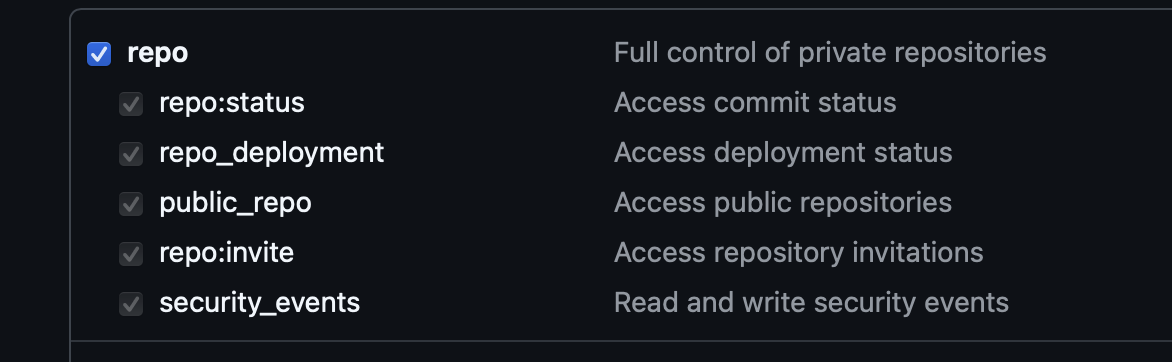 repo Full control of private repositories
repo:status Access commit status
repo_deployment Access deployment status
public_repo Access public repositories
repo:invite Access repository invitations
security_events Read and write security events